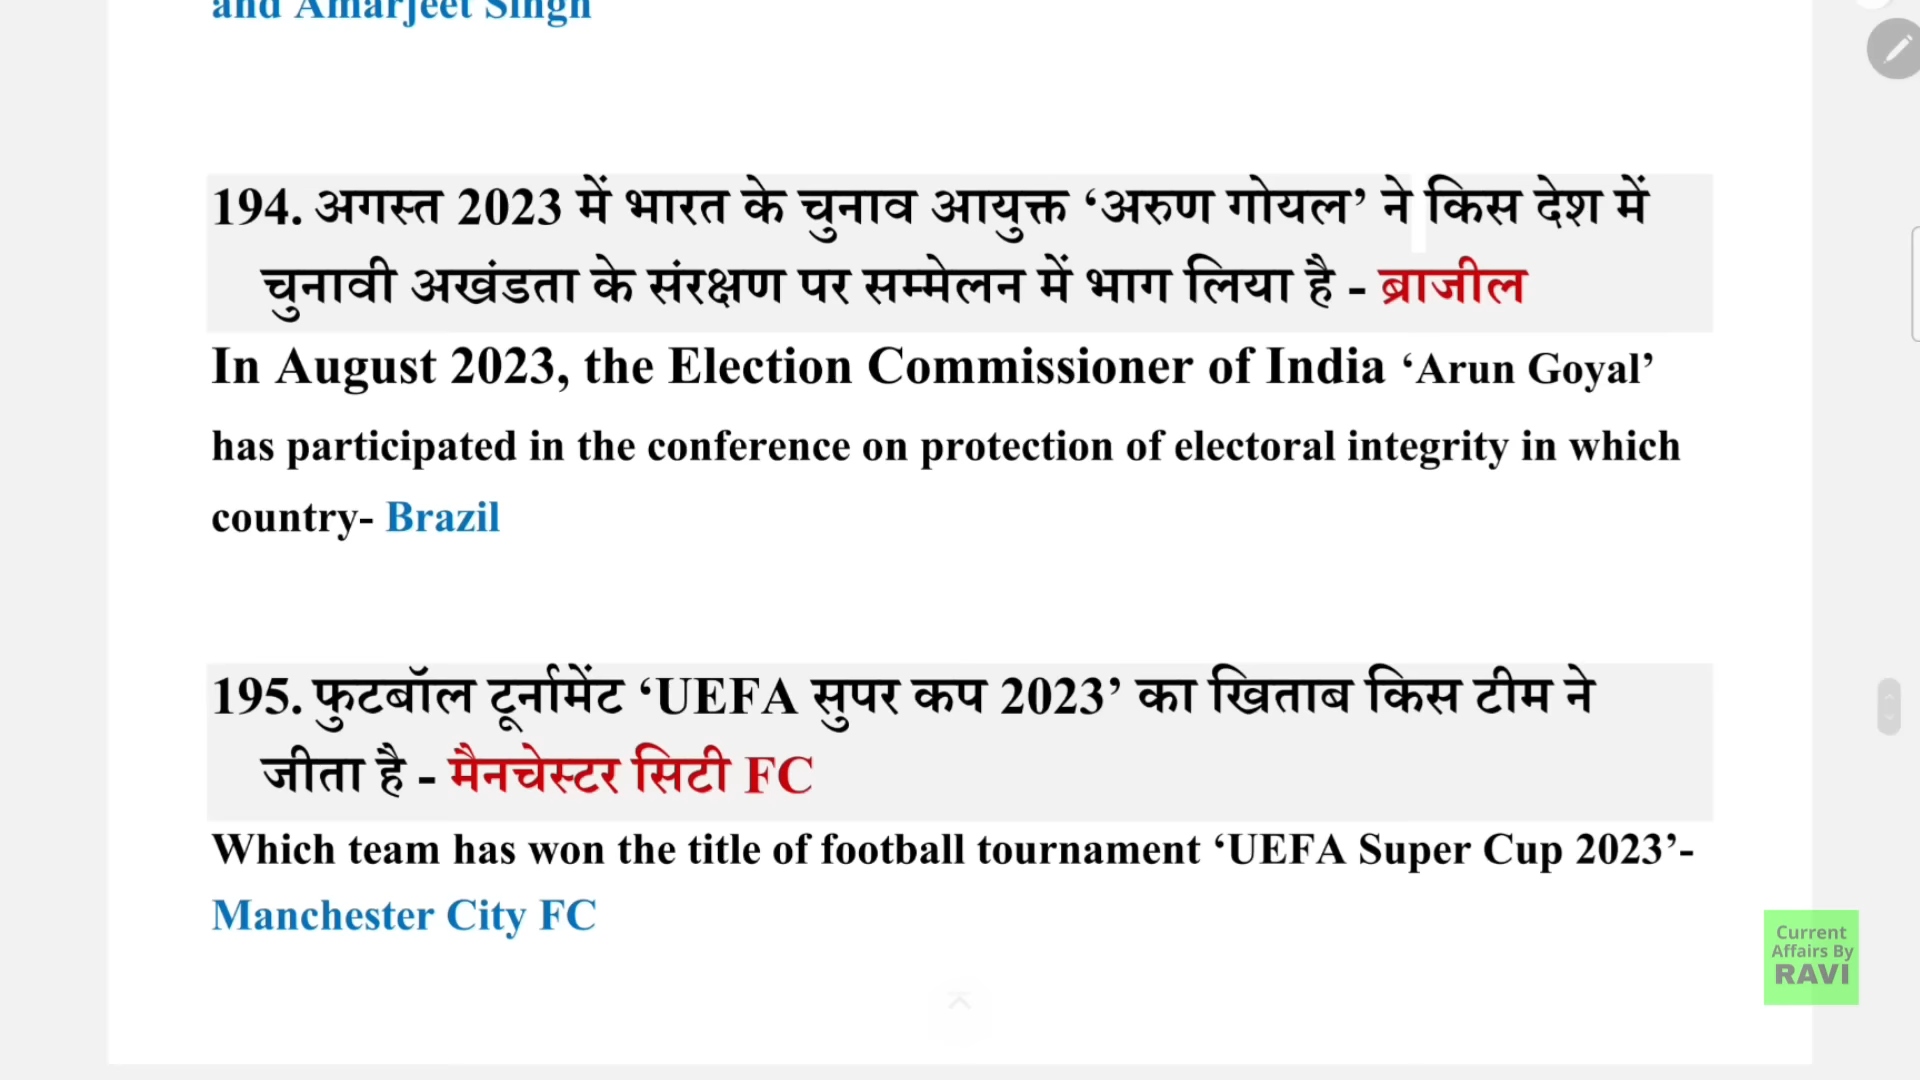 and Amarjeet Singh
194. अगस्त 2023 में भारत के चुनाव आयुक्त ‘अरुण गोयल’ ने किस देश में
चुनावी अखंडता के संरक्षण पर सम्मेलन में भाग लिया है - ब्राजील
In August 2023, the Election Commissioner of India ‘Arun Goyal’
has participated in the conference on protection of electoral integrity in which
country- Brazil
195. फुटबॉल टूर्नामेंट ‘UEFA सुपर कप 2023’ का खिताब किस टीम ने
जीता है - मैनचेस्टर सिटी FC
Which team has won the title of football tournament ‘UEFA Super Cup 2023’-
Manchester City FC
Current
Affairs By
RAVI